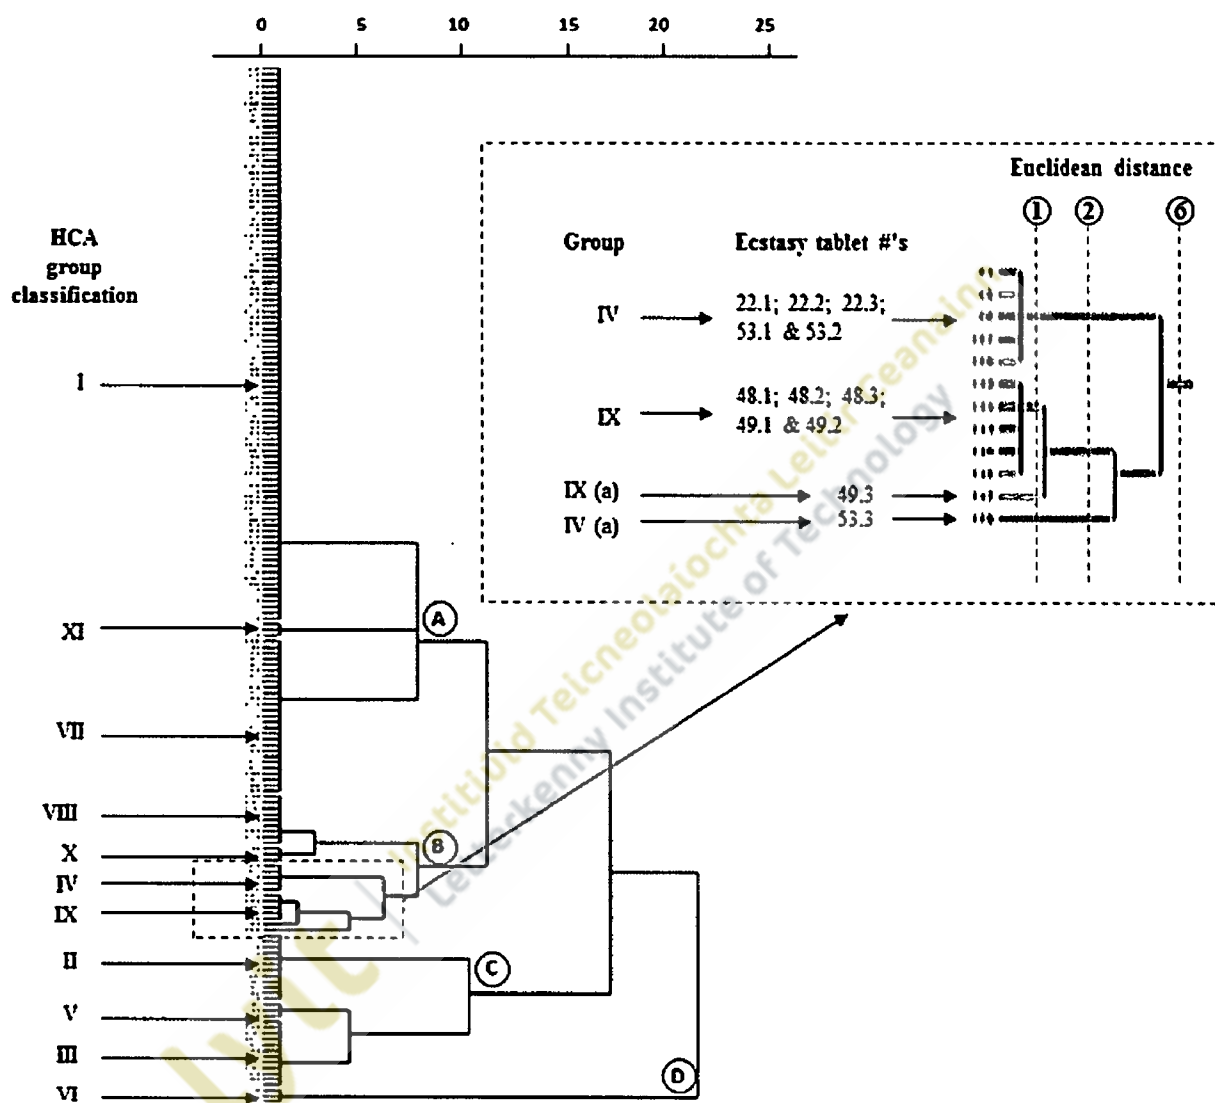 0 5 10 15 20 25
Euclidean distance
1 2 6
HCA
group
classification
Group Ecstasy tablet #'s
IV 22.1; 22.2; 22.3;
53.1 & 53.2
I
IX 48.1; 48.2; 48.3;
49.1 & 49.2
IX (a) 49.3
IV (a) 53.3
A
XI
VII
VIII
B
X
IV
IX
II
C
V
III
D
VI
Institiúid Teicneolaíochta Leitir Ceanainn
Letterkenny Institute of Technology
lyit